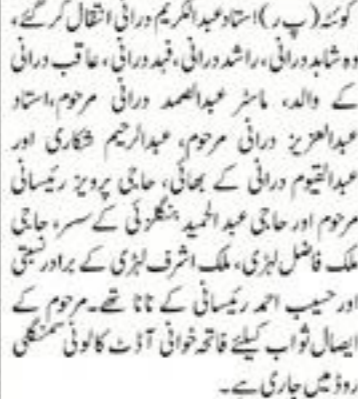 کوئٹہ (پ ر) استاد عبدالکریم درانی انتقال کر گئے،
وہ شاہد درانی، راشد درانی، فہد درانی، عاقب درانی
کے والد، ماسٹر عبدالصمد درانی مرحوم، استاد
عبدالعزیز درانی مرحوم، عبدالرحیم شکاری اور
عبدالقیوم درانی کے بھائی، حاجی پرویز رئیسانی
مرحوم اور حاجی عبدالحمید بنگلزئی کے سسر، حاجی
ملک فاضل لہڑی، ملک اشرف لہڑی کے برادر نسبتی
اور حسیب احمد رئیسانی کے نانا تھے۔ مرحوم کے
ایصال ثواب کیلئے فاتحہ خوانی آڈٹ کالونی سمنگلی
روڈ میں جاری ہے۔